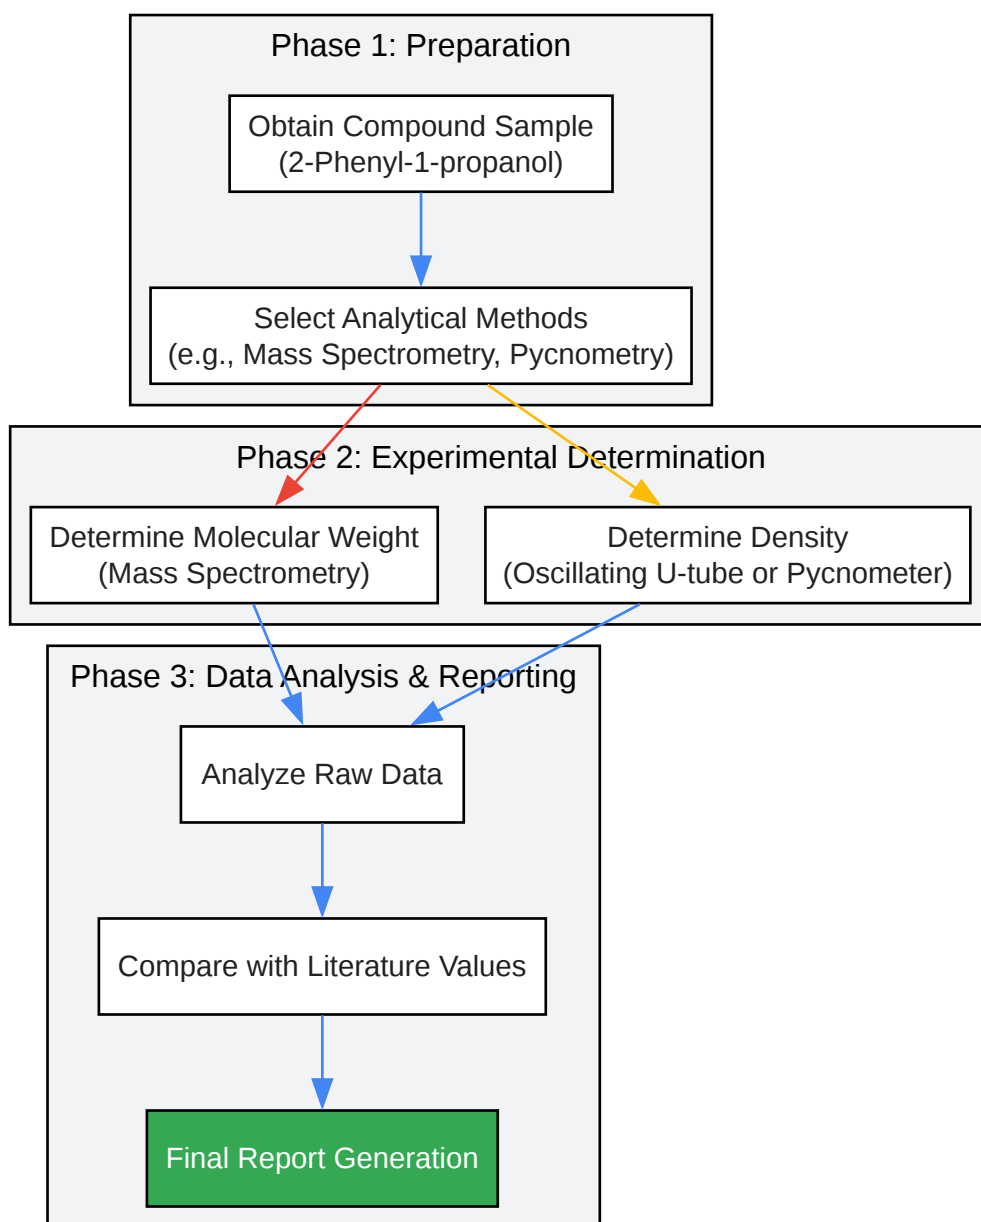 Phase 1: Preparation
Obtain Compound Sample
(2-Phenyl-1-propanol)
Select Analytical Methods
(e.g., Mass Spectrometry, Pycnometry)
Phase 2: Experimental Determination
Determine Molecular Weight
(Mass Spectrometry)
Determine Density
(Oscillating U-tube or Pycnometer)
Phase 3: Data Analysis & Reporting
Analyze Raw Data
Compare with Literature Values
Final Report Generation